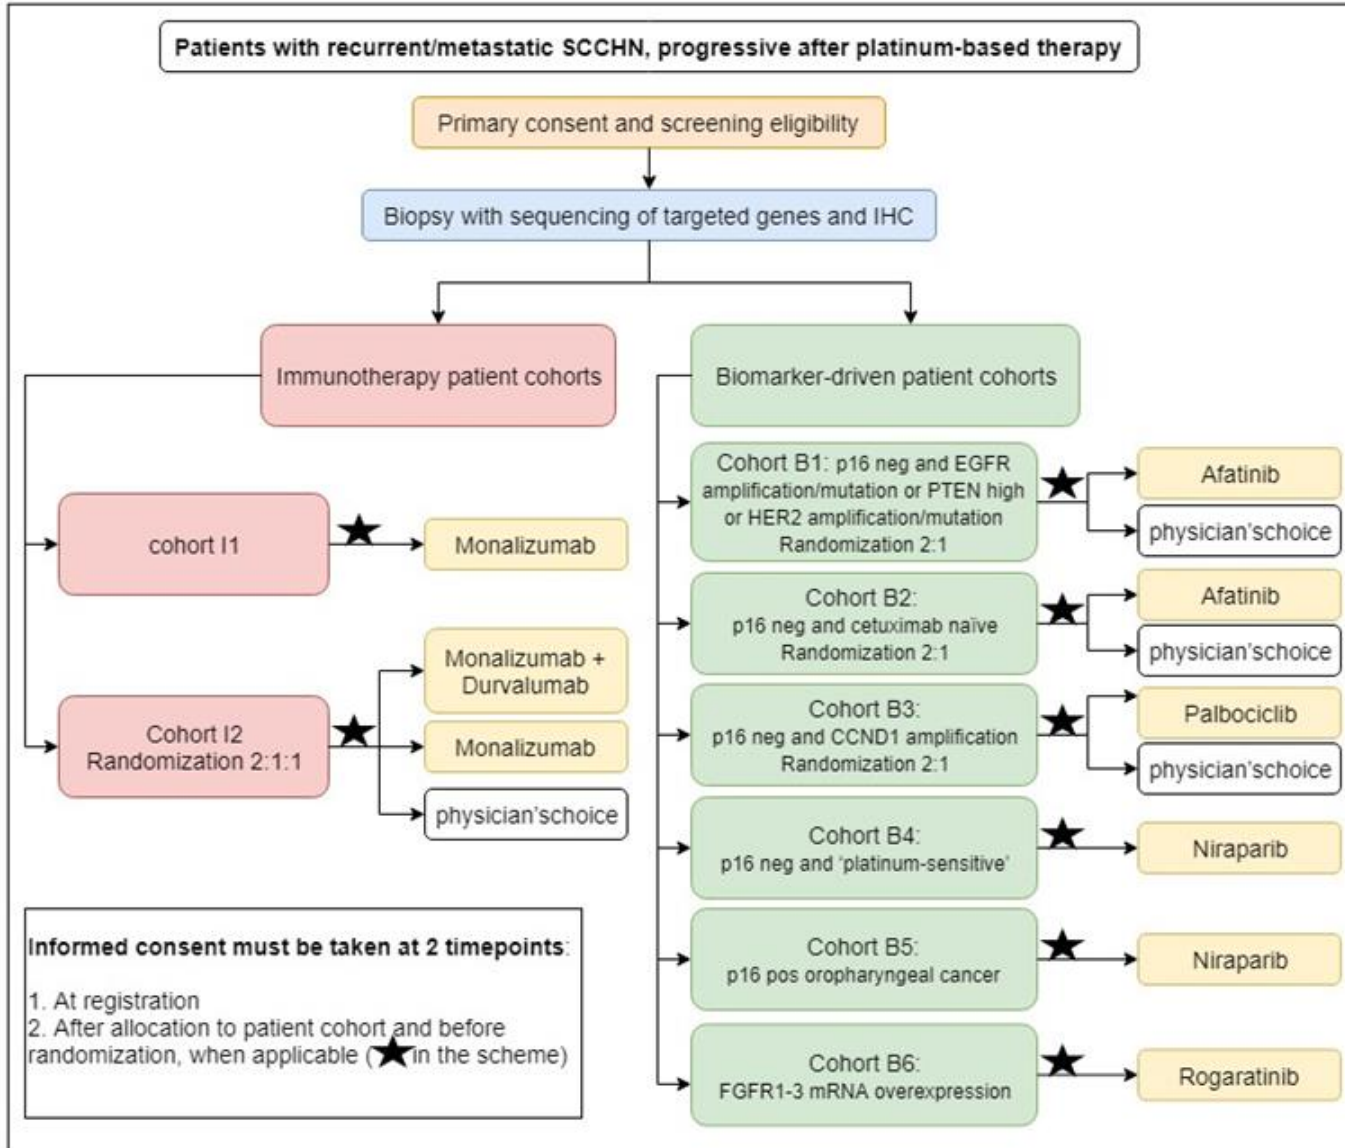 Patients with recurrent/metastatic SCCHN, progressive after platinum-based therapy
Primary consent and screening eligibility
Biopsy with sequencing of targeted genes and IHC
Immunotherapy patient cohorts
cohort I1
Monalizumab
Cohort I2
Randomization 2:1:1
Monalizumab +
Durvalumab
Monalizumab
physician'schoice
Biomarker-driven patient cohorts
Cohort B1: p16 neg and EGFR
amplification/mutation or PTEN high
or HER2 amplification/mutation
Randomization 2:1
Afatinib
physician'schoice
Cohort B2:
p16 neg and cetuximab naïve
Randomization 2:1
Afatinib
physician'schoice
Cohort B3:
p16 neg and CCND1 amplification
Randomization 2:1
Palbociclib
physician'schoice
Cohort B4:
p16 neg and ‘platinum-sensitive’
Niraparib
Cohort B5:
p16 pos oropharyngeal cancer
Niraparib
Cohort B6:
FGFR1-3 mRNA overexpression
Rogaratinib
Informed consent must be taken at 2 timepoints:
1. At registration
2. After allocation to patient cohort and before
randomization, when applicable (★in the scheme)